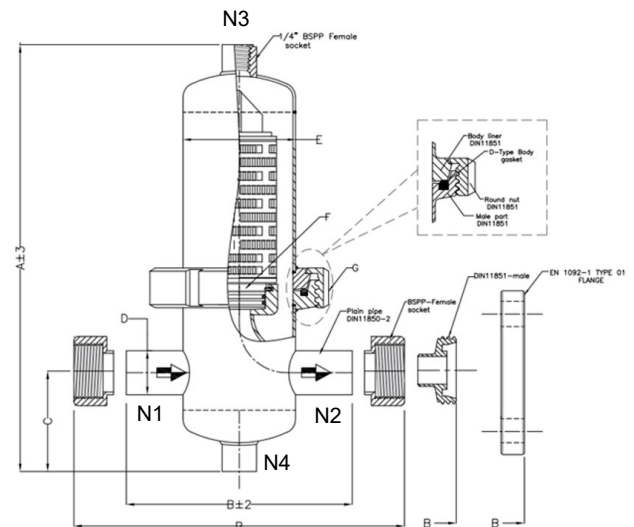 N3
1/4" BSPP Female
socket
E
Body liner
DIN11851
D-Type Body
gasket
Round nut
DIN11851
Male part
DIN11851
A±3
F
G
DIN11851-male
EN 1092-1 TYPE 01
FLANGE
BSPP-Female
socket
Plain pipe
DIN11850-2
D
C
N1
N2
N4
B±2
B
B
B